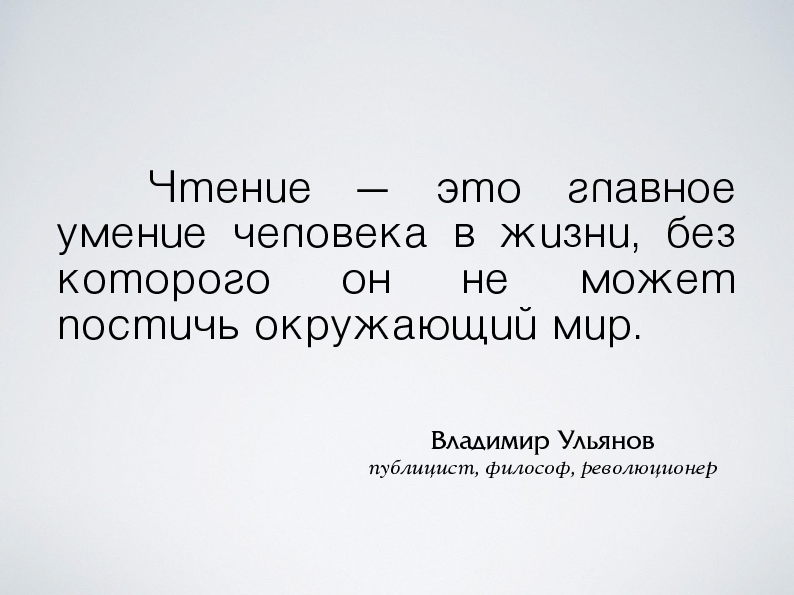 Чтение — это главное
умение человека в жизни, без
которого он не может
постичь окружающий мир.
Владимир Ульянов
публицист, философ, революционер